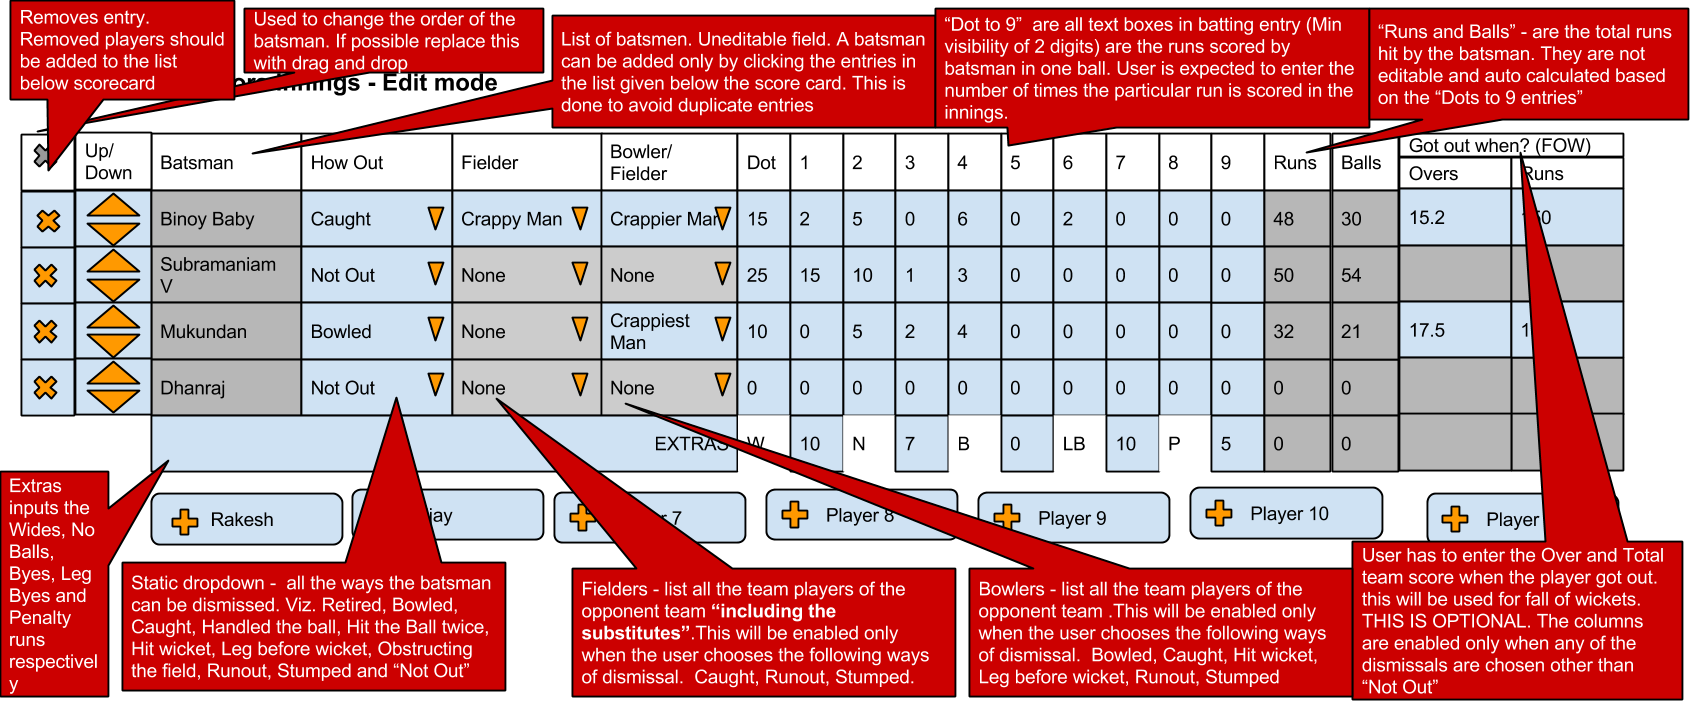 Removes entry.
Removed players should
be added to the list
below scorecard
Used to change the order of the
batsman. If possible replace this
with drag and drop
List of batsmen. Uneditable field. A batsman
can be added only by clicking the entries in
the list given below the score card. This is
done to avoid duplicate entries
“Dot to 9”  are all text boxes in batting entry (Min
visibility of 2 digits) are the runs scored by
batsman in one ball. User is expected to enter the
number of times the particular run is scored in the
innings.
“Runs and Balls” - are the total runs
hit by the batsman. They are not
editable and auto calculated based
on the “Dots to 9 entries”
innings - Edit mode
Up/
Down
Batsman
How Out
Fielder
Bowler/
Fielder
Dot 1 2 3 4 5 6 7 8 9 Runs Balls
Got out when? (FOW)
Overs Runs
Binoy Baby Caught Crappy Man Crappier Man 15 2 5 0 6 0 2 0 0 0 48 30 15.2
Subramaniam
V
Not Out None None 25 15 10 1 3 0 0 0 0 0 50 54
Mukundan Bowled None
Crappiest
Man
10 0 5 2 4 0 0 0 0 0 32 21 17.5
Dhanraj Not Out None None 0 0 0 0 0 0 0 0 0 0 0 0
EXTRAS W 10 N 7 B 0 LB 10 P 5 0 0
Rakesh
7
Player 8
Player 9
Player 10
Player
Extras
inputs the
Wides, No
Balls,
Byes, Leg
Byes and
Penalty
runs
respectivel
y
Static dropdown -  all the ways the batsman
can be dismissed. Viz. Retired, Bowled,
Caught, Handled the ball, Hit the Ball twice,
Hit wicket, Leg before wicket, Obstructing
the field, Runout, Stumped and “Not Out”
Fielders - list all the team players of the
opponent team “including the
substitutes”.This will be enabled only
when the user chooses the following ways
of dismissal.  Caught, Runout, Stumped.
Bowlers - list all the team players of the
opponent team .This will be enabled only
when the user chooses the following ways
of dismissal.  Bowled, Caught, Hit wicket,
Leg before wicket, Runout, Stumped
User has to enter the Over and Total
team score when the player got out.
this will be used for fall of wickets.
THIS IS OPTIONAL. The columns
are enabled only when any of the
dismissals are chosen other than
“Not Out”